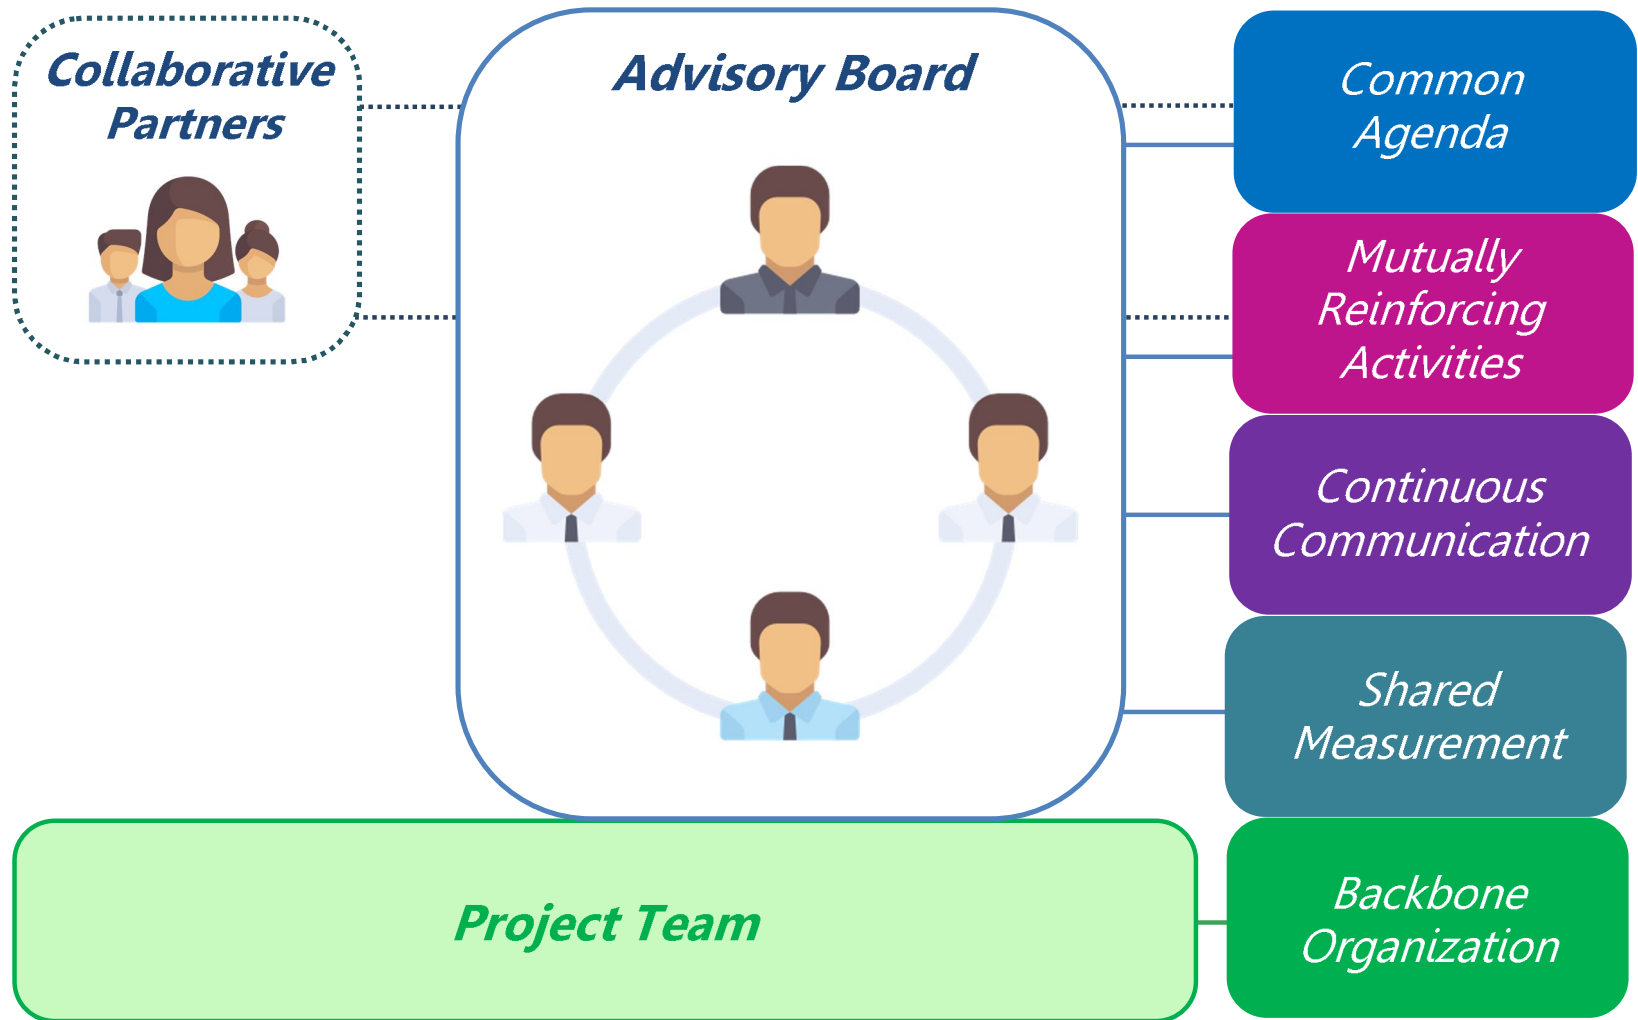 Collaborative
Partners
Advisory Board
Common
Agenda
Mutually
Reinforcing
Activities
Continuous
Communication
Shared
Measurement
Project Team
Backbone
Organization